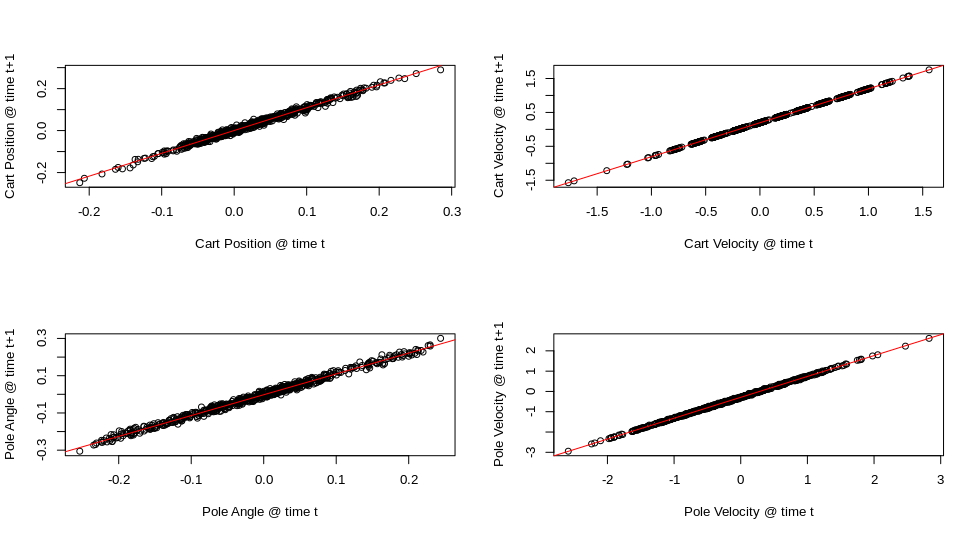 Cart Position @ time t+1
0.2
0.0
-0.2
-0.2 -0.1 0.0 0.1 0.2 0.3
Cart Position @ time t
Cart Velocity @ time t+1
1.5
0.5
-0.5
-1.5
-1.5 -1.0 -0.5 0.0 0.5 1.0 1.5
Cart Velocity @ time t
Pole Angle @ time t+1
0.3
0.1
-0.1
-0.3
-0.2 -0.1 0.0 0.1 0.2
Pole Angle @ time t
Pole Velocity @ time t+1
2
1
0
-1
-3
-2 -1 0 1 2 3
Pole Velocity @ time t